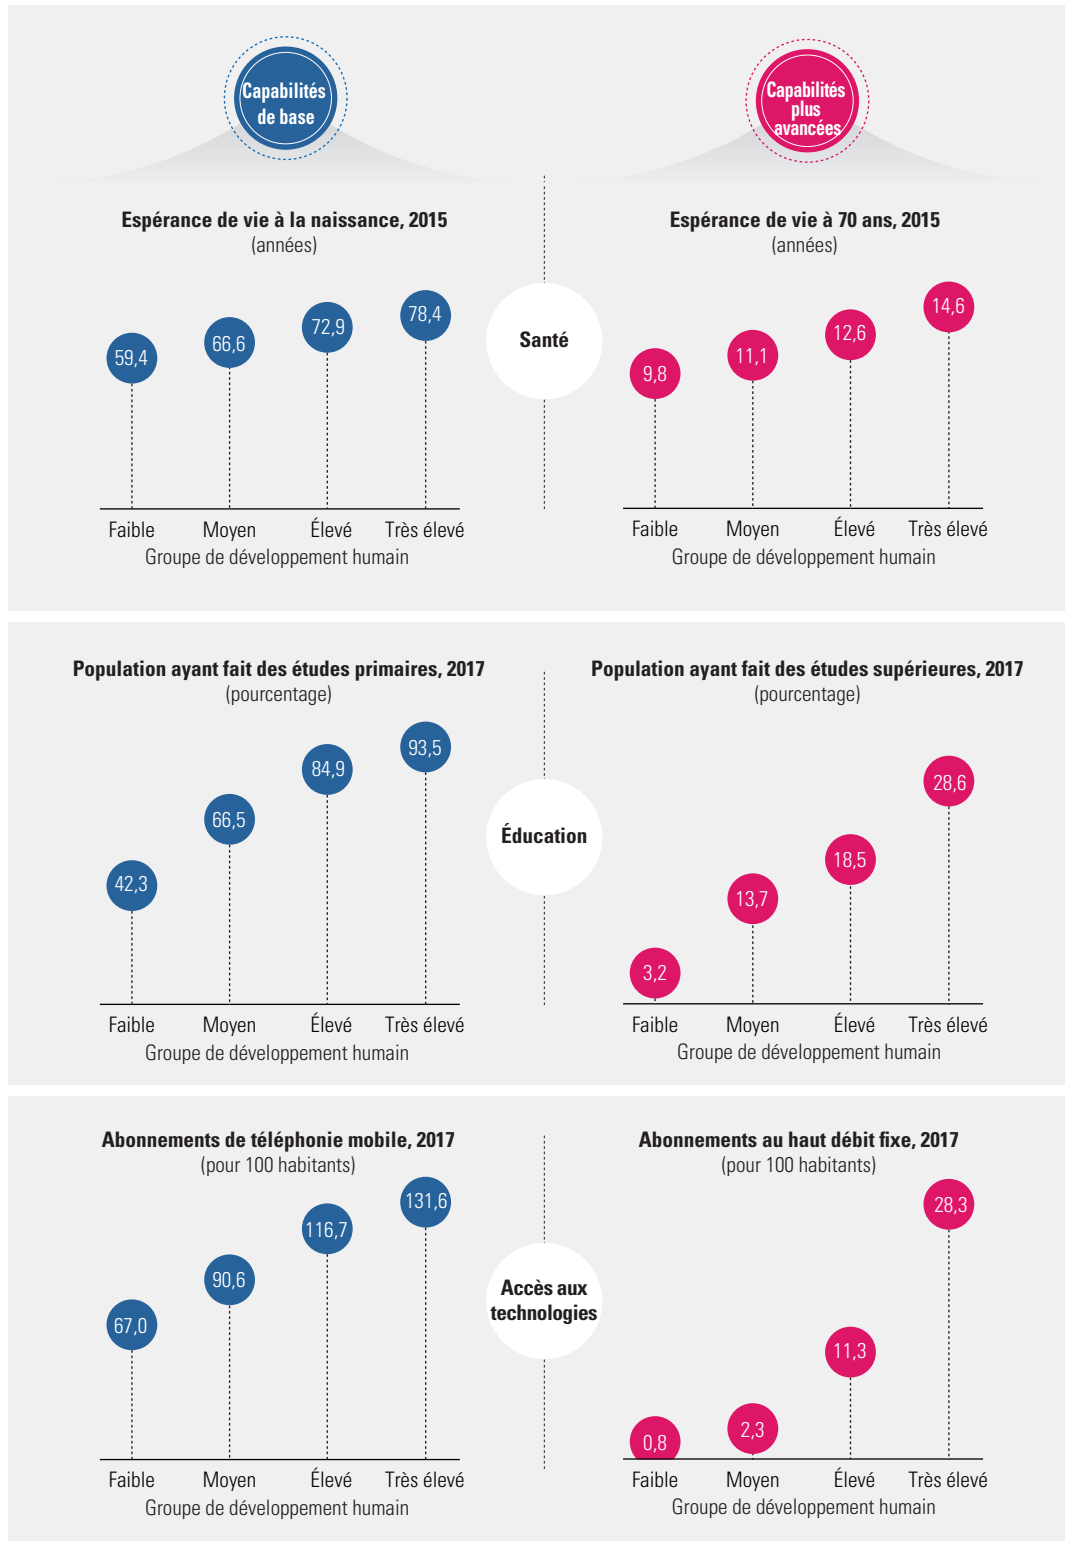 Capabilités
de base
Capabilités
plus
avancées
Espérance de vie à la naissance, 2015
(années)
59,4
66,6
72,9
78,4
Faible Moyen Élevé Très élevé
Groupe de développement humain
Santé
Espérance de vie à 70 ans, 2015
(années)
9,8
11,1
12,6
14,6
Faible Moyen Élevé Très élevé
Groupe de développement humain
Population ayant fait des études primaires, 2017
(pourcentage)
42,3
66,5
84,9
93,5
Faible Moyen Élevé Très élevé
Groupe de développement humain
Éducation
Population ayant fait des études supérieures, 2017
(pourcentage)
3,2
13,7
18,5
28,6
Faible Moyen Élevé Très élevé
Groupe de développement humain
Abonnements de téléphonie mobile, 2017
(pour 100 habitants)
67,0
90,6
116,7
131,6
Faible Moyen Élevé Très élevé
Groupe de développement humain
Accès aux
technologies
Abonnements au haut débit fixe, 2017
(pour 100 habitants)
0,8
2,3
11,3
28,3
Faible Moyen Élevé Très élevé
Groupe de développement humain